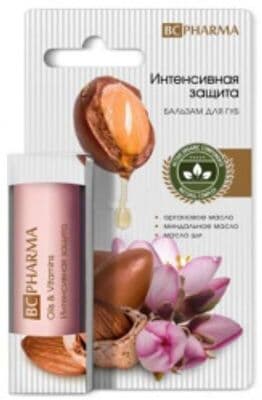 BC PHARMA
Интенсивная
защита
БАЛЬЗАМ ДЛЯ ГУБ
• аргановое масло
• миндальное масло
• масло ши
BC PHARMA
Oils & Vitamins
Интенсивная защита